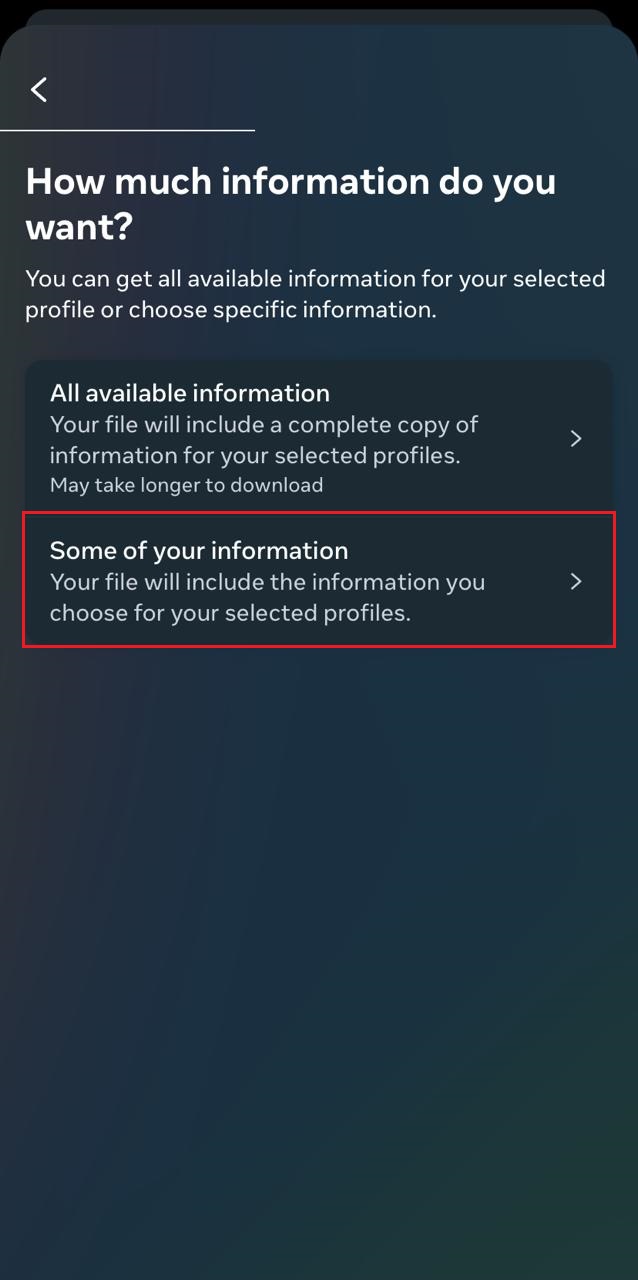 How much information do you
want?
You can get all available information for your selected
profile or choose specific information.
All available information
Your file will include a complete copy of
information for your selected profiles.
May take longer to download
Some of your information
Your file will include the information you
choose for your selected profiles.